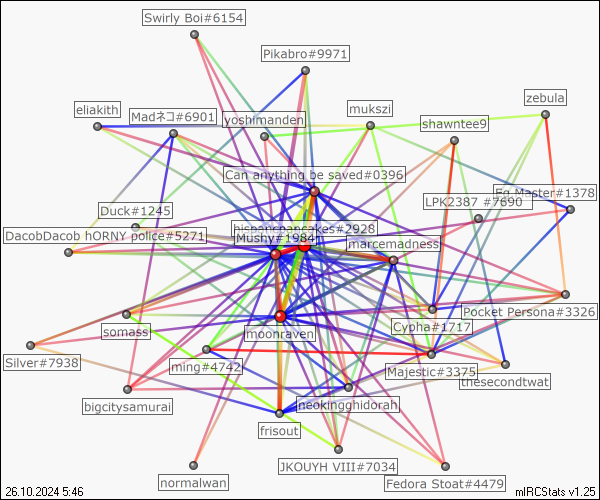 Swirly Boi#6154
Pikabro#9971
zebula
eliakith
Madネコ#6901
yoshmanden
mukszi
shawntee9
Can anything be saved#0396
Fg Master#1378
LPK2387 #7690
Duck#1245
hispancpancakes#2928
DacobDacob hORNY police#5271
Mushy#1984
marcemadness
Pocket Persona#3326
Cypha#1717
somass
moonraven
Silver#7938
ming#4742
Majestic#3375
thesecondtwat
bigcitysamurai
neokingghidorah
frisout
JKOUYH VIII#7034
normalwan
Fedora Stoat#4479
26.10.2024 5:46
mIRCStats v1.25